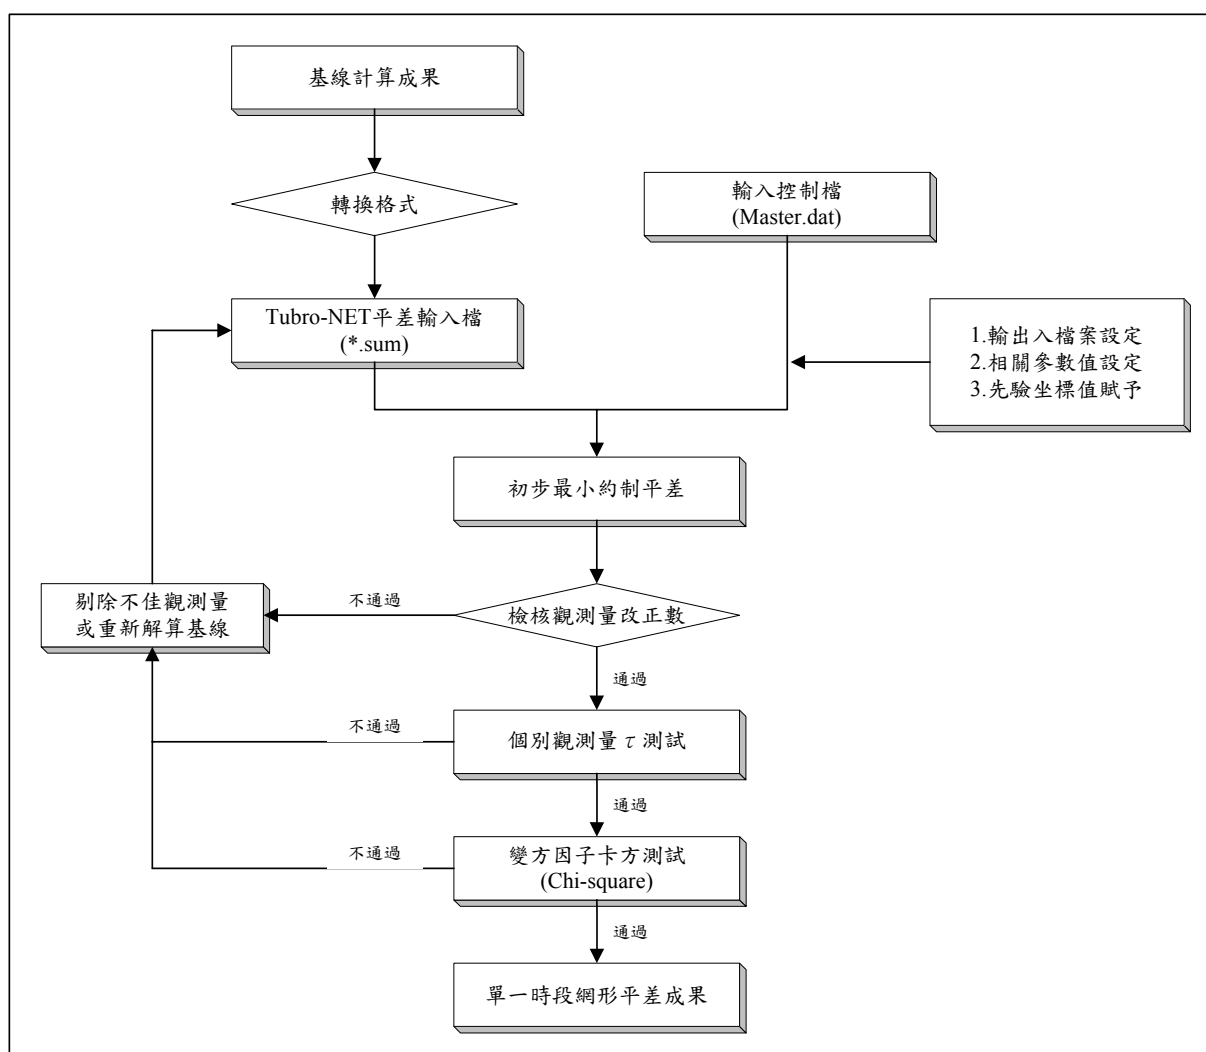 基線計算成果
轉換格式
輸入控制檔
(Master.dat)
Tubro-NET平差輸入檔
(*.sum)
1.輸出入檔案設定
2.相關參數值設定
3.先驗坐標值賦予
初步最小約制平差
剔除不佳觀測量
或重新解算基線
不通過
檢核觀測量改正數
通過
不通過
個別觀測量 τ 測試
通過
不通過
變方因子卡方測試
(Chi-square)
通過
單一時段網形平差成果